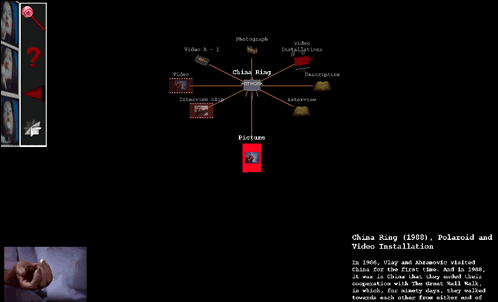 Photograph
Video A - Z
Video
Installations
China Ring
Video
Description
Interview clip
interview
Picture
China Ring (1988), Polaroid and
Video Installation
In 1986, Ulay and Abramovic visited
China for the first time. And in 1988,
it was in China that they ended their
cooperation with The Great Wall Walk,
in which, for ninety days, they walked
towards each other from either end of